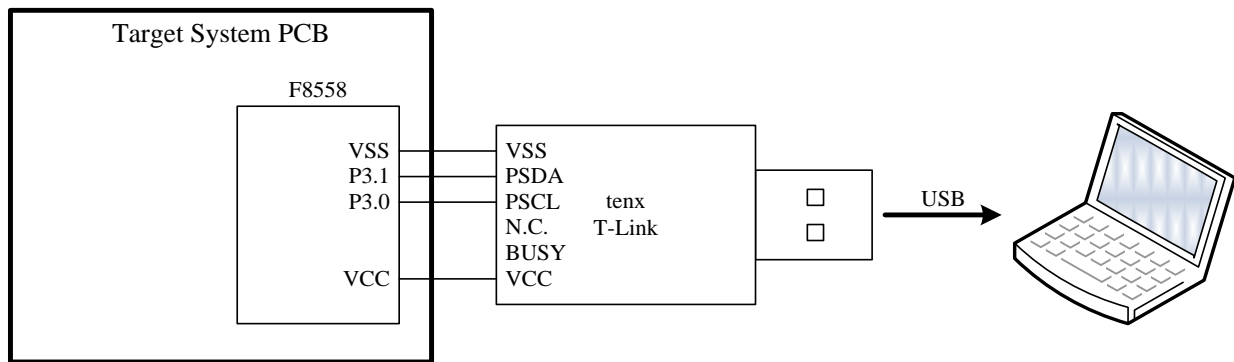 Target System PCB
F8558
VSS
P3.1
P3.0
VCC
VSS
PSDA
PSCL
N.C.
BUSY
VCC
tenx
T-Link
USB